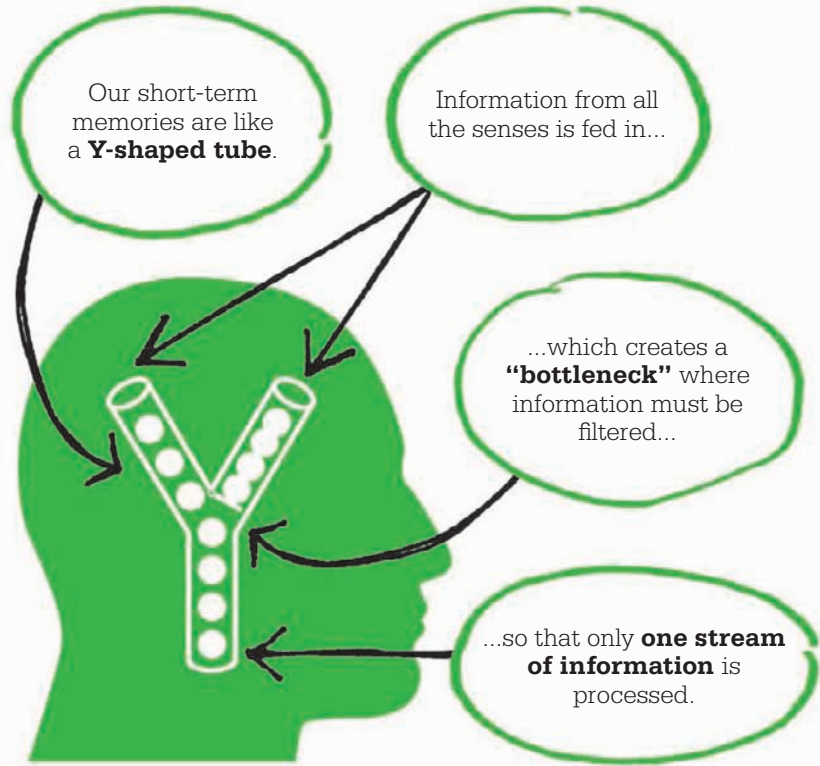 Our short-term
memories are like
a Y-shaped tube.
Information from all
the senses is fed in...
...which creates a
“bottleneck” where
information must be
filtered...
...so that only one stream
of information is
processed.